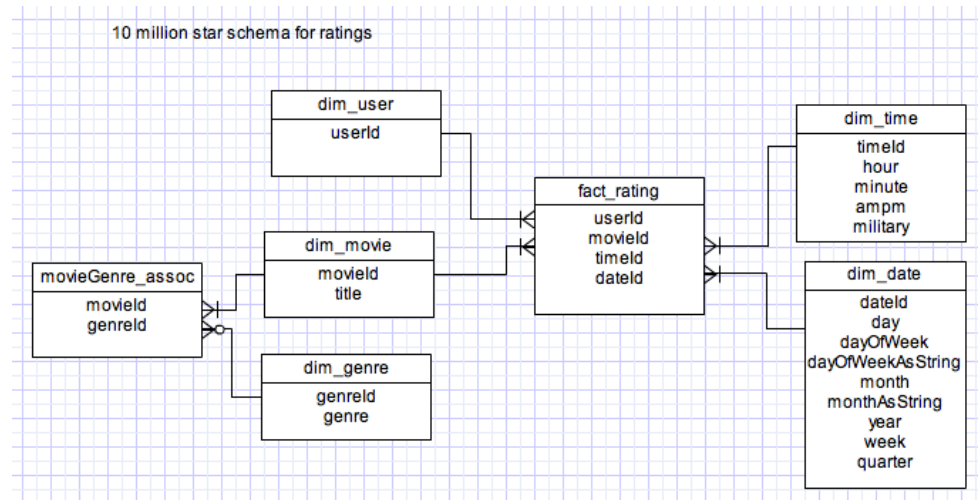 10 million star schema for ratings
dim_user
userId
dim_time
timeId
hour
minute
ampm
military
fact_rating
userId
movieId
timeId
dateId
dim_movie
movieId
title
movieGenre_assoc
movieId
genreId
dim_date
dateId
day
dayOfWeek
dayOfWeekAsString
month
monthAsString
year
week
quarter
dim_genre
genreId
genre